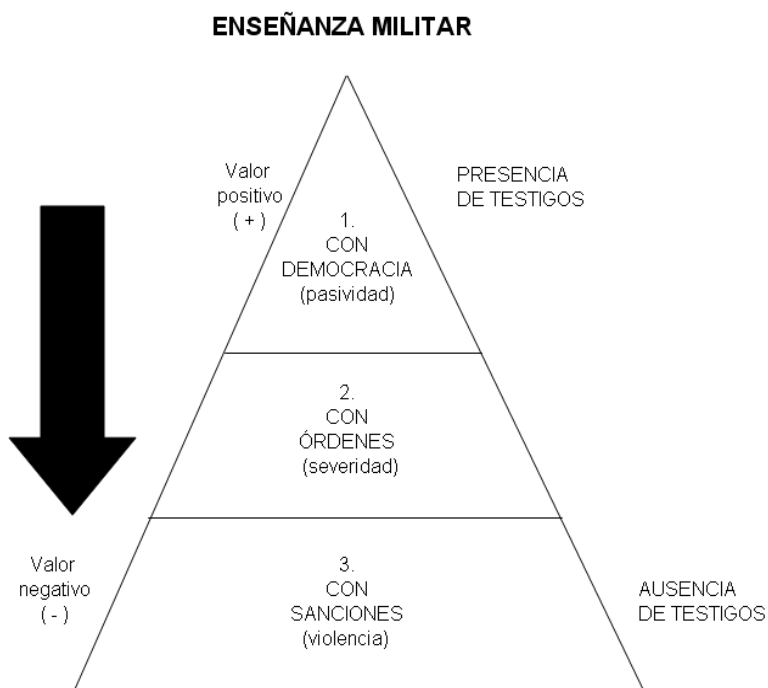 ENSEÑANZA MILITAR
Valor
positivo
( + )
PRESENCIA
DE TESTIGOS
1.
CON
DEMOCRACIA
(pasividad)
2.
CON
ÓRDENES
(severidad)
Valor
negativo
( - )
3.
CON
SANCIONES
(violencia)
AUSENCIA
DE TESTIGOS